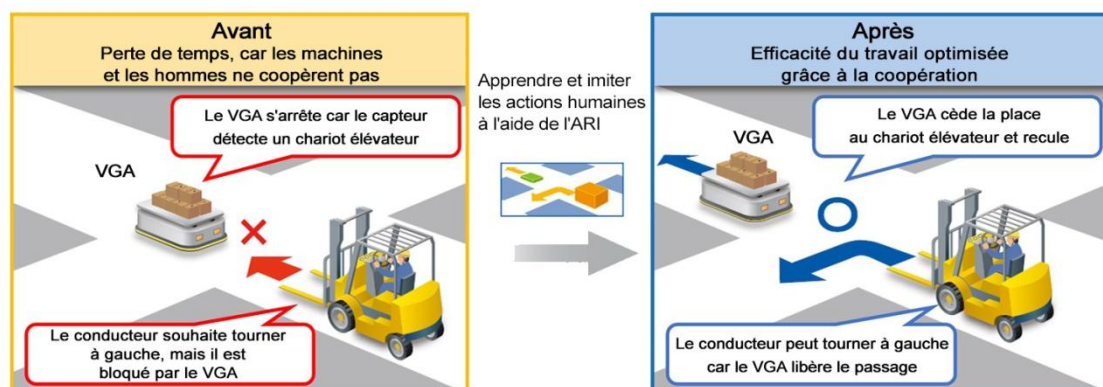 Avant
Perte de temps, car les machines
et les hommes ne coopèrent pas
Le VGA s'arrête car le capteur
détecte un chariot élévateur
VGA
Le conducteur souhaite tourner
à gauche, mais il est
bloqué par le VGA
Apprendre et imiter
les actions humaines
à l'aide de l'ARI
Après
Efficacité du travail optimisée
grâce à la coopération
Le VGA cède la place
au chariot élévateur et recule
VGA
Le conducteur peut tourner à gauche
car le VGA libère le passage